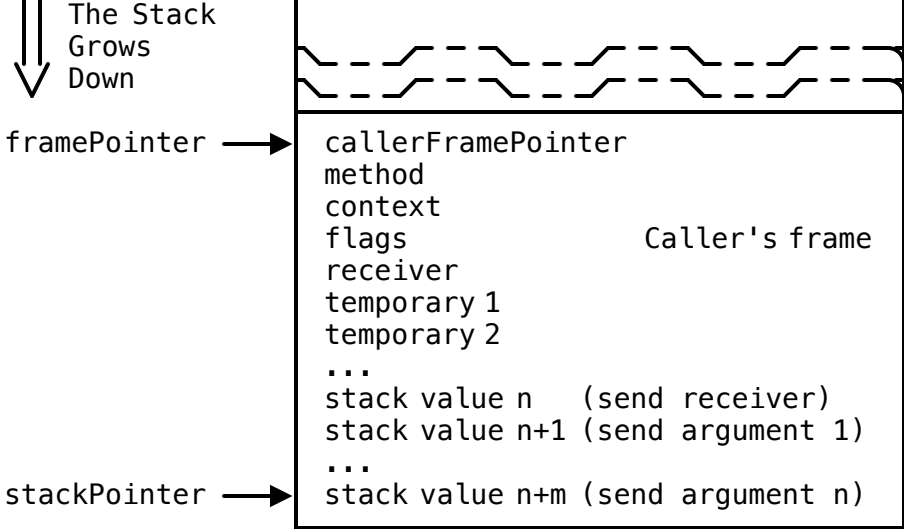 The Stack
Grows
Down
framePointer
callerFramePointer
method
context
flags Caller's frame
receiver
temporary 1
temporary 2
...
stack value n (send receiver)
stack value n+1 (send argument 1)
...
stackPointer
stack value n+m (send argument n)